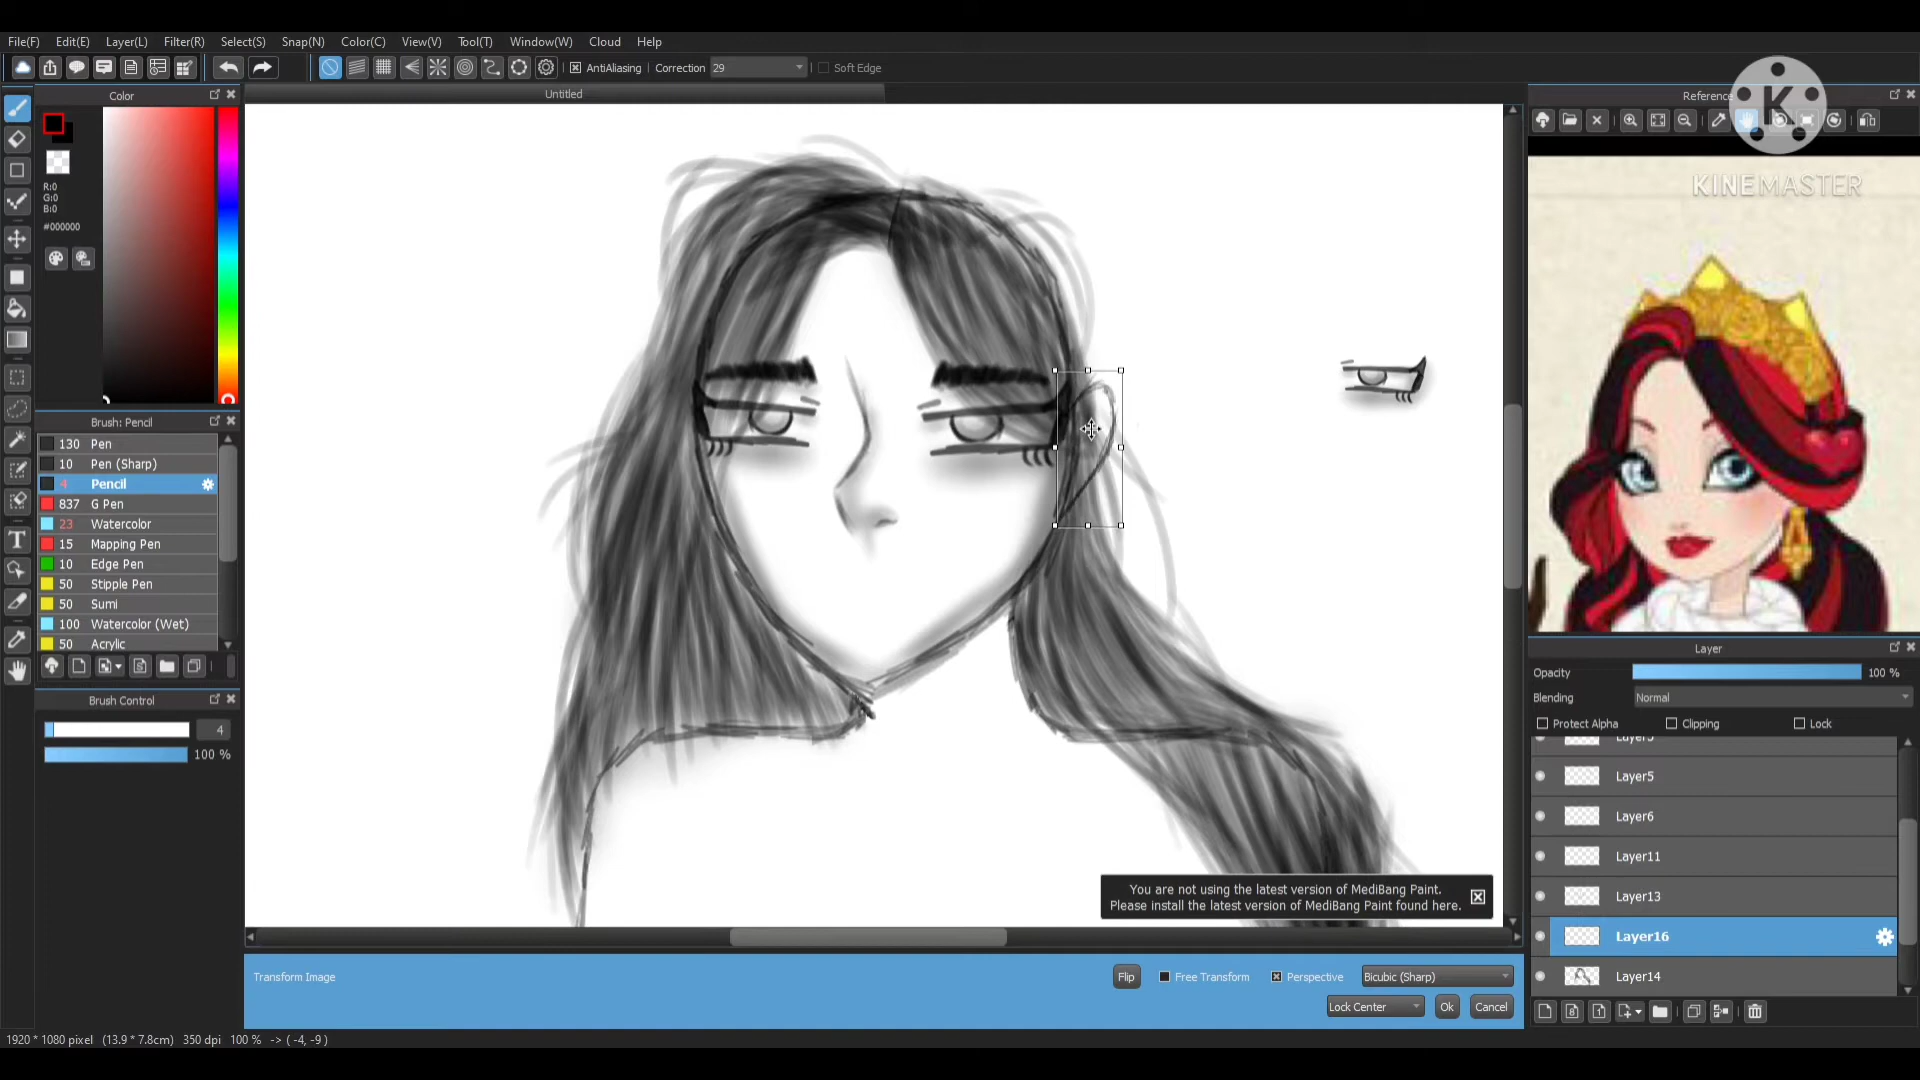 File(F) Edit(E) Layer(L) Filter(R) Select(S) Snap(N) Color(C) View(V) Tool(T) Window(W) Cloud Help
AntiAliasing Correction 29 Soft Edge
Untitled
Color
R:0
G:0
B:0
#000000
Brush: Pencil
130 Pen
10 Pen (Sharp)
4 Pencil
837 G Pen
23 Watercolor
15 Mapping Pen
10 Edge Pen
50 Stipple Pen
50 Sumi
100 Watercolor (Wet)
50 Acrylic
Brush Control
4
100 %
Reference
K
KINEMASTER
Layer
Opacity 100 %
Blending Normal
Protect Alpha Clipping Lock
Layer5
Layer6
Layer11
Layer13
Layer16
Layer14
You are not using the latest version of MediBang Paint.
Please install the latest version of MediBang Paint found here.
Transform Image Flip Free Transform Perspective Bicubic (Sharp)
Lock Center Ok Cancel
1920 * 1080 pixel (13.9 * 7.8cm) 350 dpi 100 % -> ( -4, -9 )